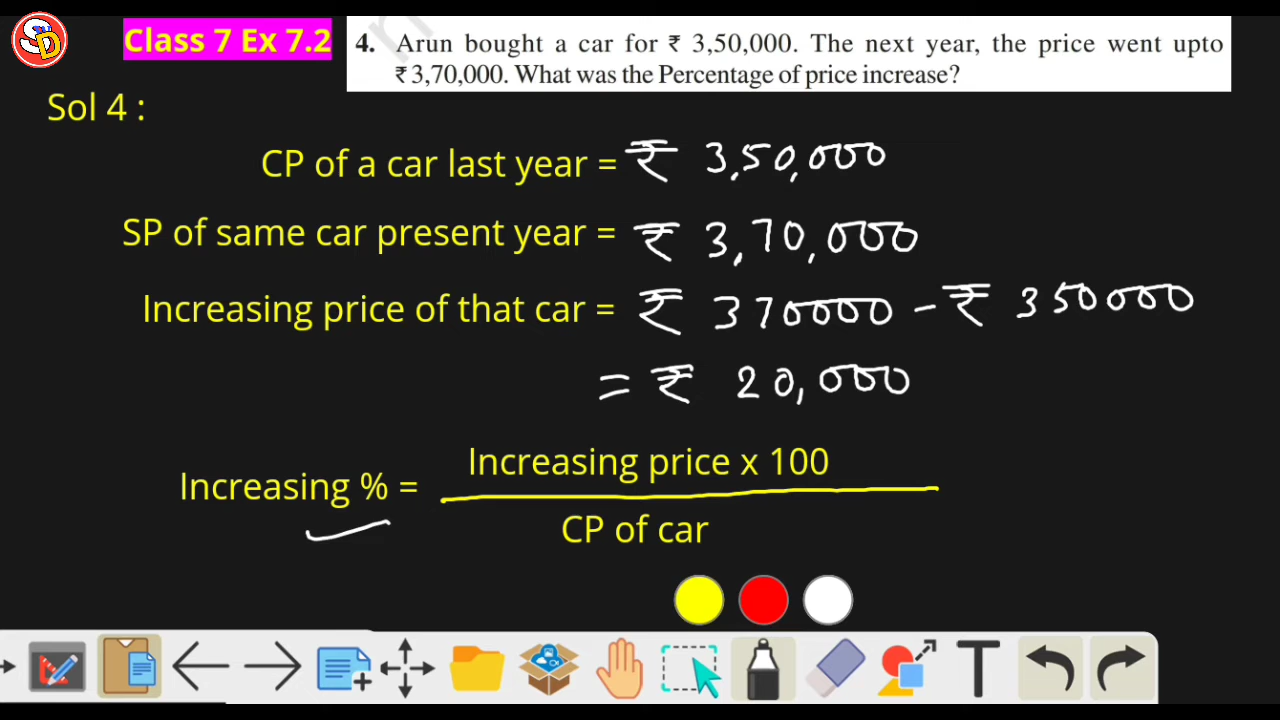 SD
Class 7 Ex 7.2
4. Arun bought a car for ₹ 3,50,000. The next year, the price went upto
₹ 3,70,000. What was the Percentage of price increase?
Sol 4 :
CP of a car last year = ₹ 3,50,000
SP of same car present year = ₹ 3,70,000
Increasing price of that car = ₹ 370000 - ₹ 350000
= ₹ 20,000
Increasing % = Increasing price x 100
CP of car
T